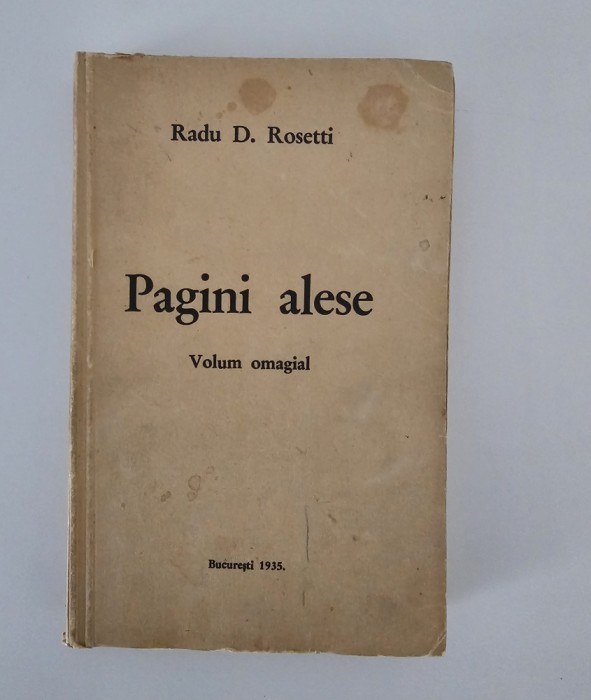 Radu D. Rosetti
Pagini alese
Volum omagial
București 1935.